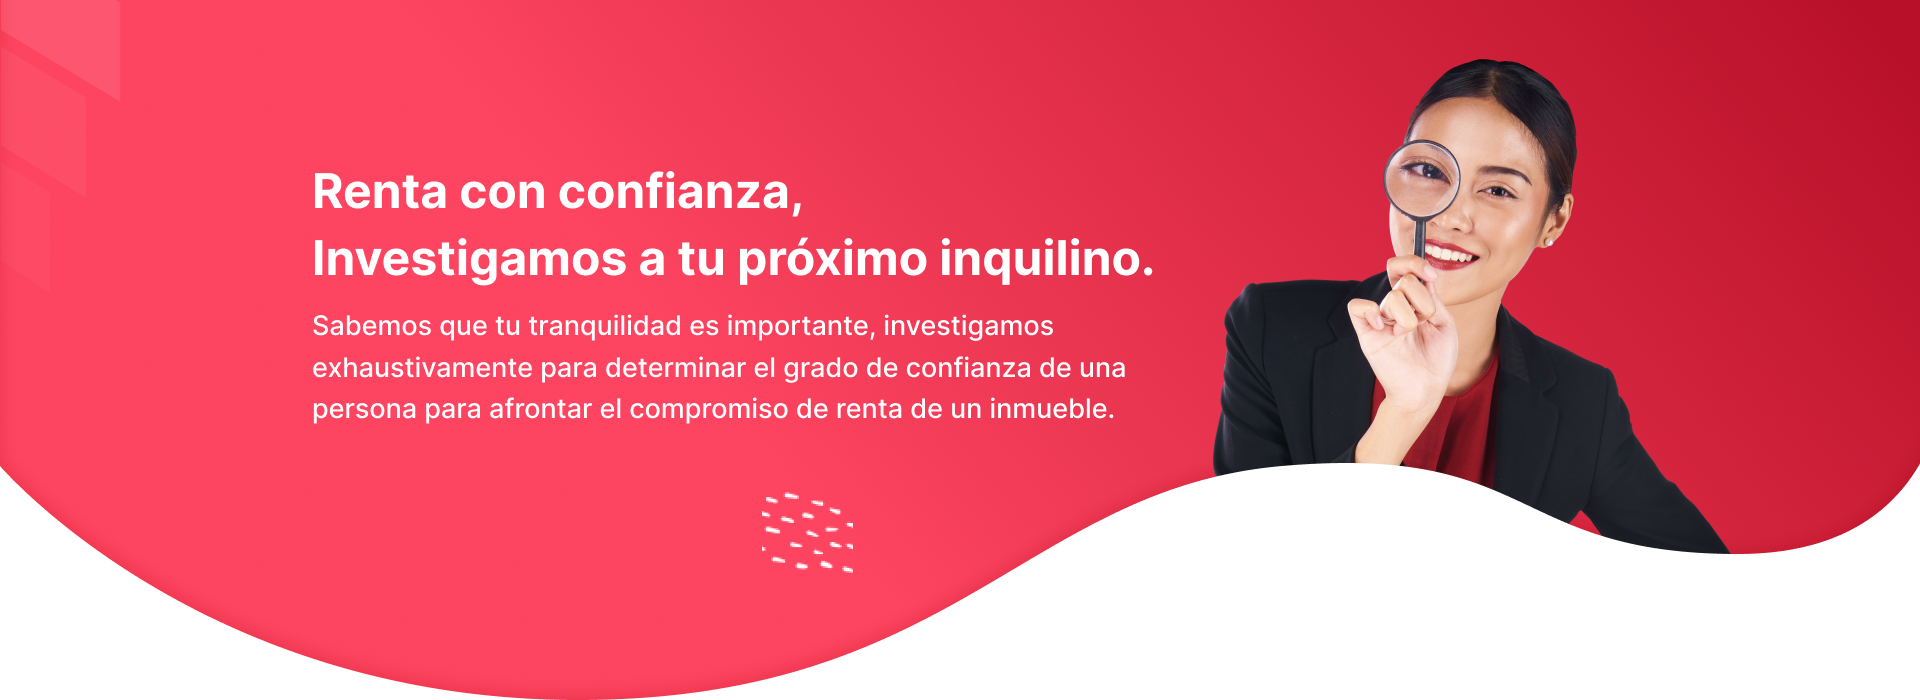 Renta con confianza,
Investigamos a tu próximo inquilino.
Sabemos que tu tranquilidad es importante, investigamos
exhaustivamente para determinar el grado de confianza de una
persona para afrontar el compromiso de renta de un inmueble.